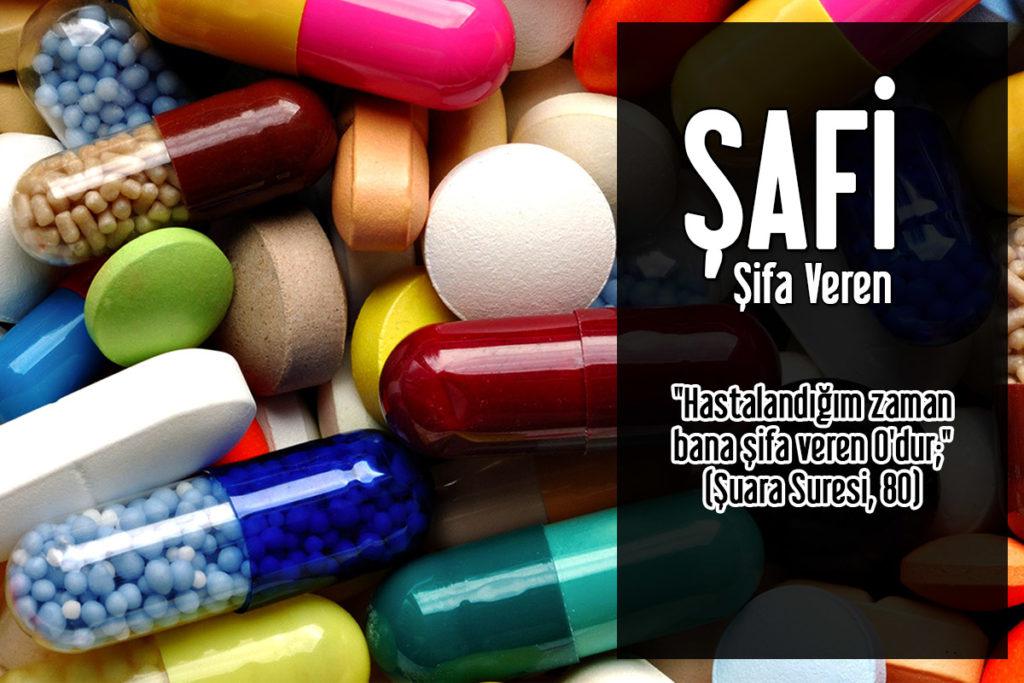 ŞAFİ
Şifa Veren
"Hastalandığım zaman
bana şifa veren O'dur;"
(Şuara Suresi, 80)